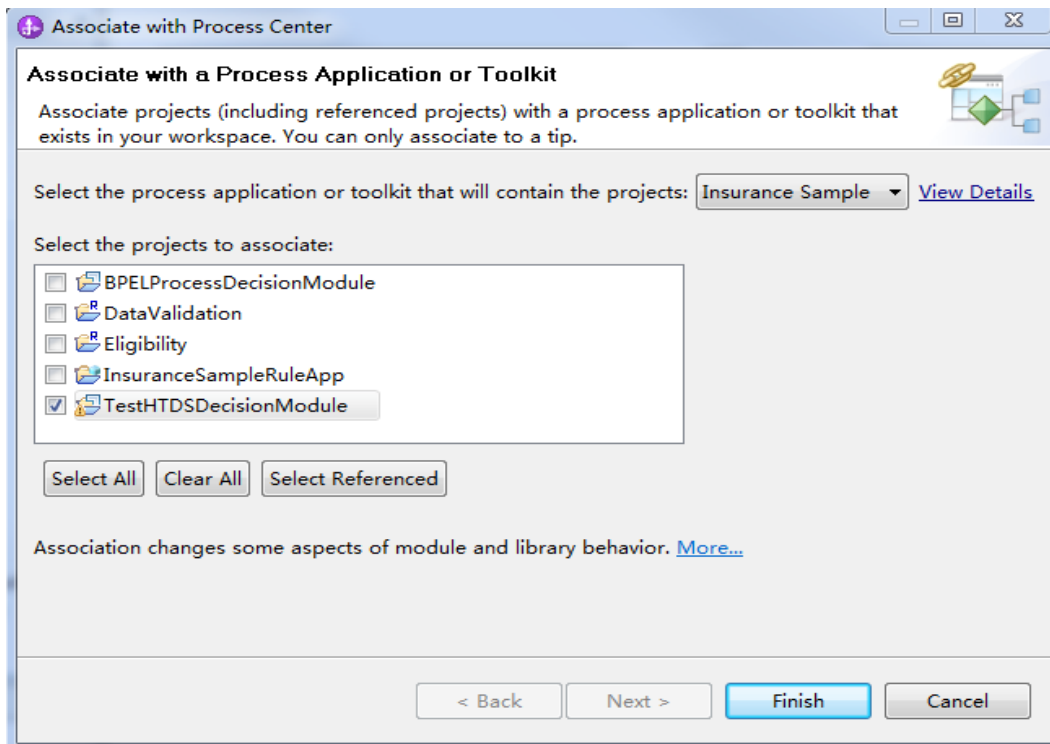 Associate with Process Center
Associate with a Process Application or Toolkit
Associate projects (including referenced projects) with a process application or toolkit that
exists in your workspace. You can only associate to a tip.
Select the process application or toolkit that will contain the projects: Insurance Sample View Details
Select the projects to associate:
BPELProcessDecisionModule
DataValidation
Eligibility
InsuranceSampleRuleApp
TestHTDSDecisionModule
Select All Clear All Select Referenced
Association changes some aspects of module and library behavior. More...
< Back Next > Finish Cancel